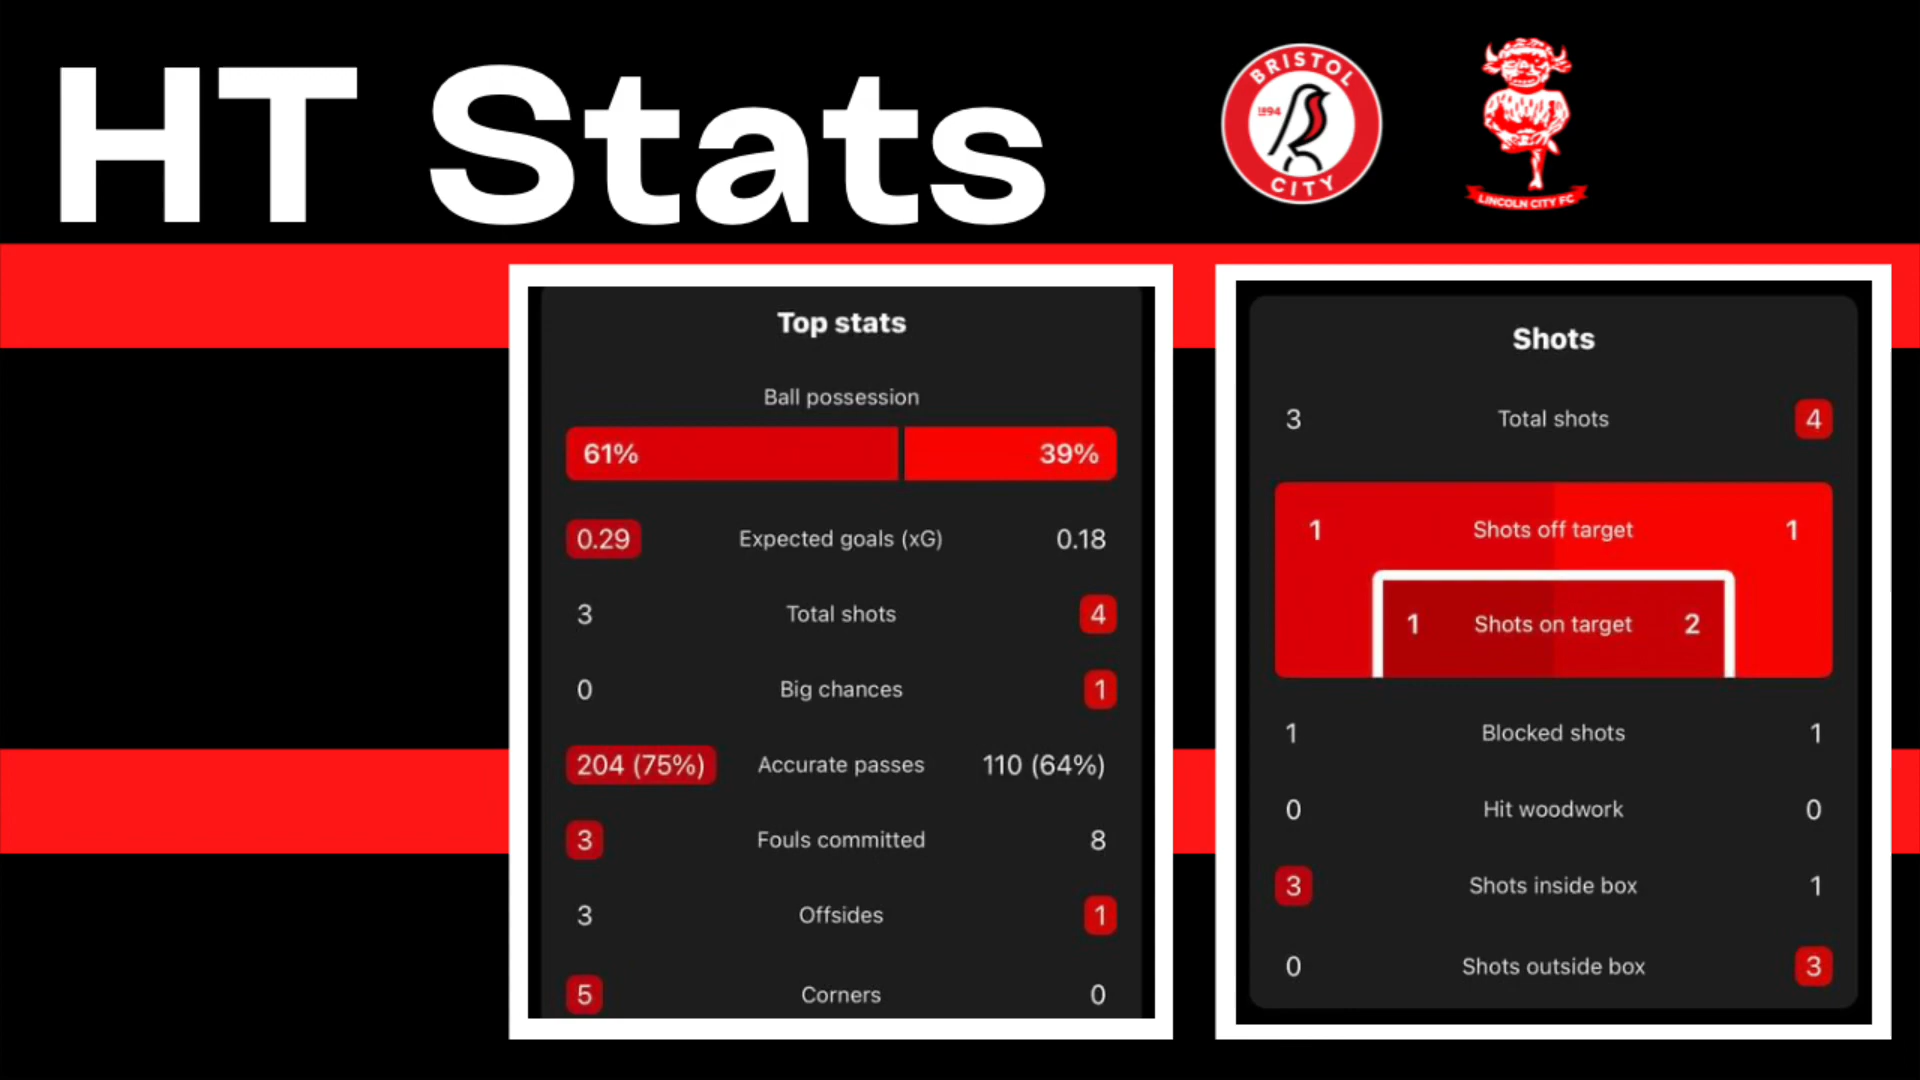 HT Stats
BRISTOL
1894
CITY
LINCOLN CITY FC
Top stats
Ball possession
61% 39%
0.29 Expected goals (xG) 0.18
3 Total shots 4
0 Big chances 1
204 (75%) Accurate passes 110 (64%)
3 Fouls committed 8
3 Offsides 1
5 Corners 0
Shots
3 Total shots 4
1 Shots off target 1
1 Shots on target 2
1 Blocked shots 1
0 Hit woodwork 0
3 Shots inside box 1
0 Shots outside box 3